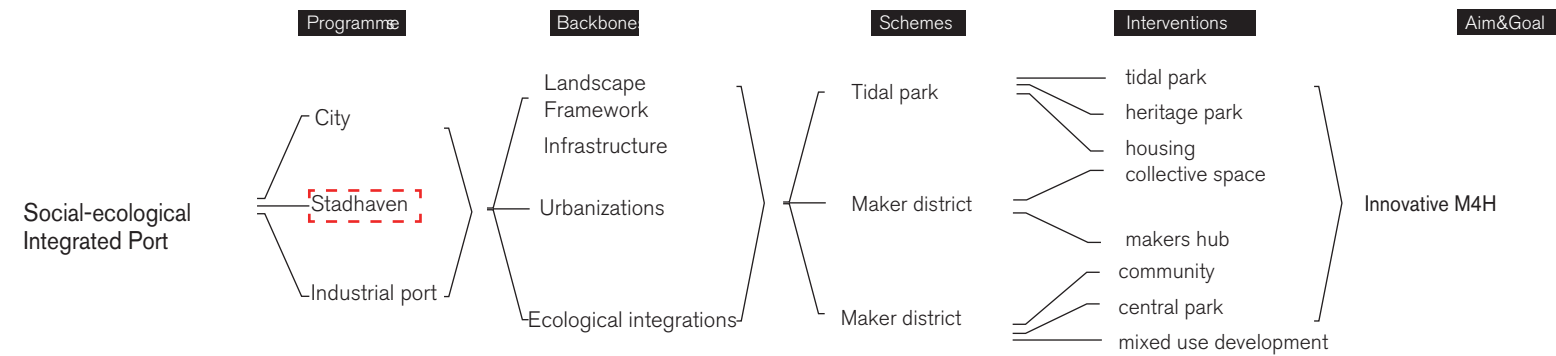 Programme
Backbones
Schemes
Interventions
Aim&Goal
Social-ecological
Integrated Port
City
Stadhaven
Industrial port
Landscape
Framework
Infrastructure
Urbanizations
Ecological integrations
Tidal park
Maker district
Maker district
tidal park
heritage park
housing
collective space
makers hub
community
central park
mixed use development
Innovative M4H